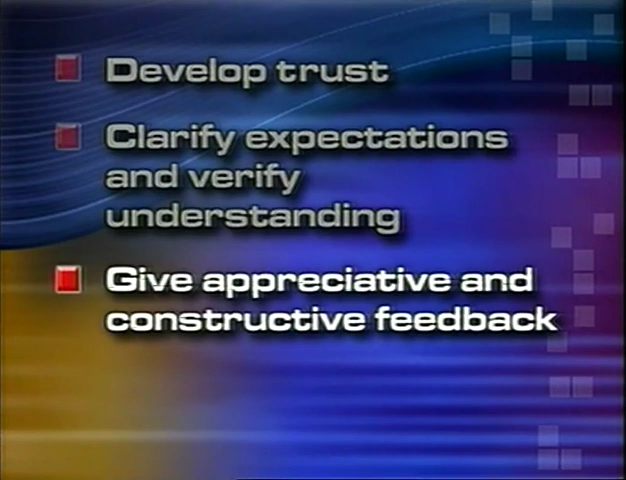 Develop trust
Clarify expectations
and verify
understanding
Give appreciative and
constructive feedback